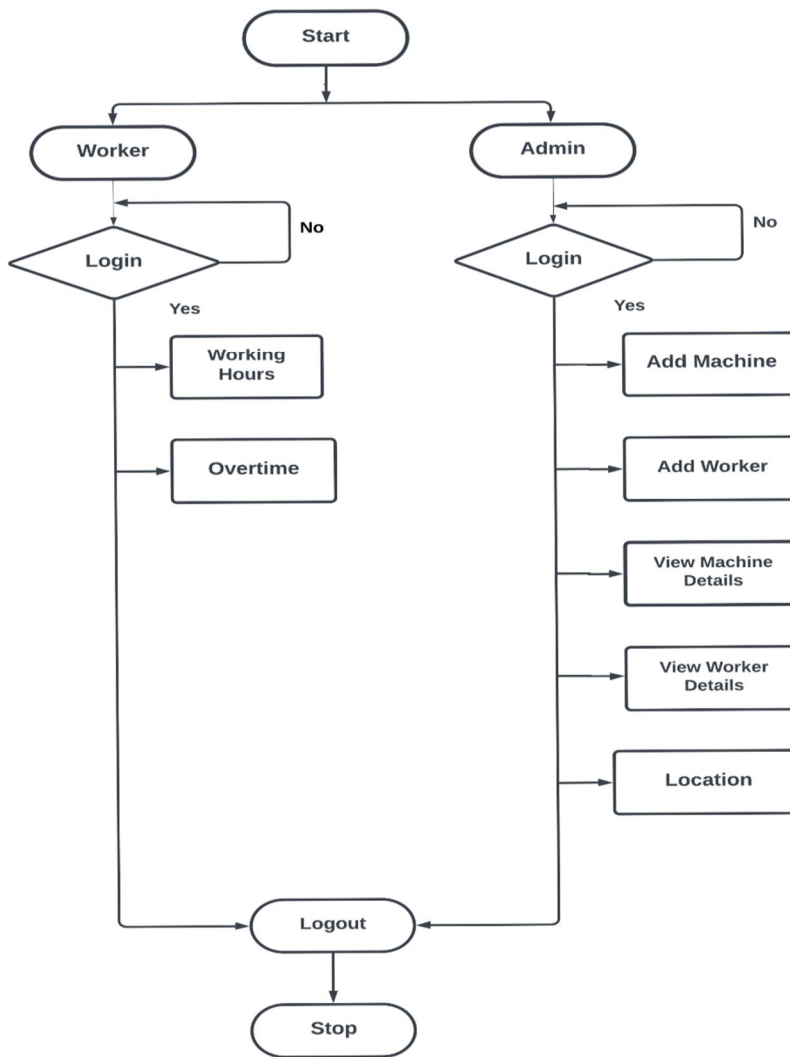 Start
Worker
Admin
Login
No
Login
No
Yes
Yes
Working
Hours
Add Machine
Overtime
Add Worker
View Machine
Details
View Worker
Details
Location
Logout
Stop